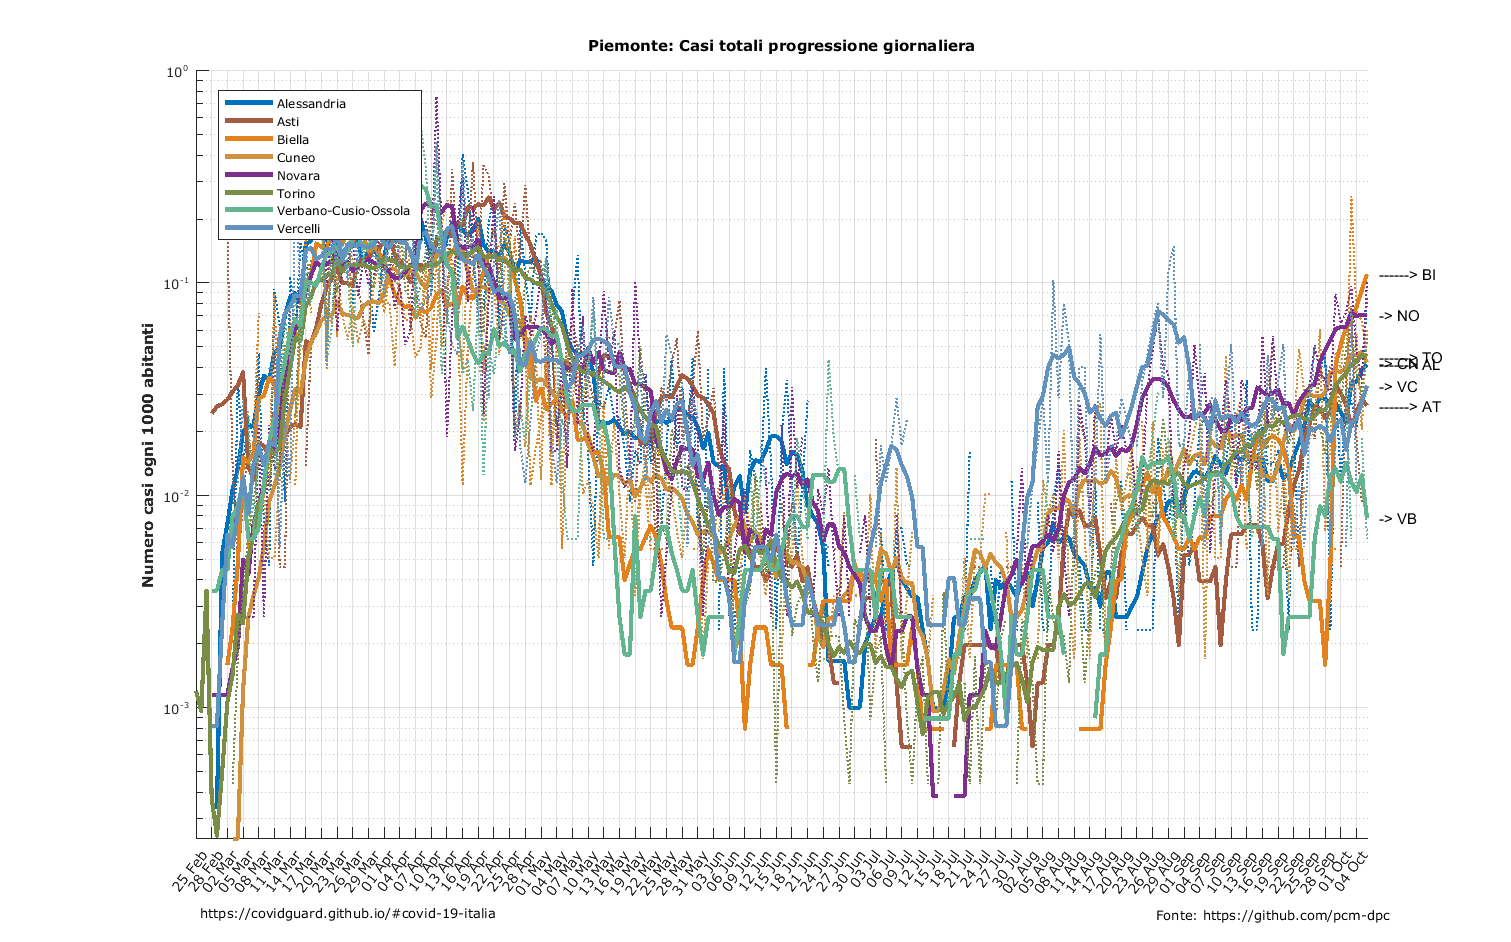 Piemonte: Casi totali progressione giornaliera
Numero casi ogni 1000 abitanti
10^0
10^-1
10^-2
10^-3
Alessandria
Asti
Biella
Cuneo
Novara
Torino
Verbano-Cusio-Ossola
Vercelli
------> BI
-> NO
------> TO
-> CN
------> AL
-> VC
------> AT
-> VB
25 Feb
28 Feb
02 Mar
05 Mar
08 Mar
11 Mar
14 Mar
17 Mar
20 Mar
23 Mar
26 Mar
29 Mar
01 Apr
04 Apr
07 Apr
10 Apr
13 Apr
16 Apr
19 Apr
22 Apr
25 Apr
28 Apr
01 May
04 May
07 May
10 May
13 May
16 May
19 May
22 May
25 May
28 May
31 May
03 Jun
06 Jun
09 Jun
12 Jun
15 Jun
18 Jun
21 Jun
24 Jun
27 Jun
30 Jun
03 Jul
06 Jul
09 Jul
12 Jul
15 Jul
18 Jul
21 Jul
24 Jul
27 Jul
30 Jul
02 Aug
05 Aug
08 Aug
11 Aug
14 Aug
17 Aug
20 Aug
23 Aug
26 Aug
29 Aug
01 Sep
04 Sep
07 Sep
10 Sep
13 Sep
16 Sep
19 Sep
22 Sep
25 Sep
28 Sep
01 Oct
04 Oct
https://covidguard.github.io/#covid-19-italia
Fonte: https://github.com/pcm-dpc